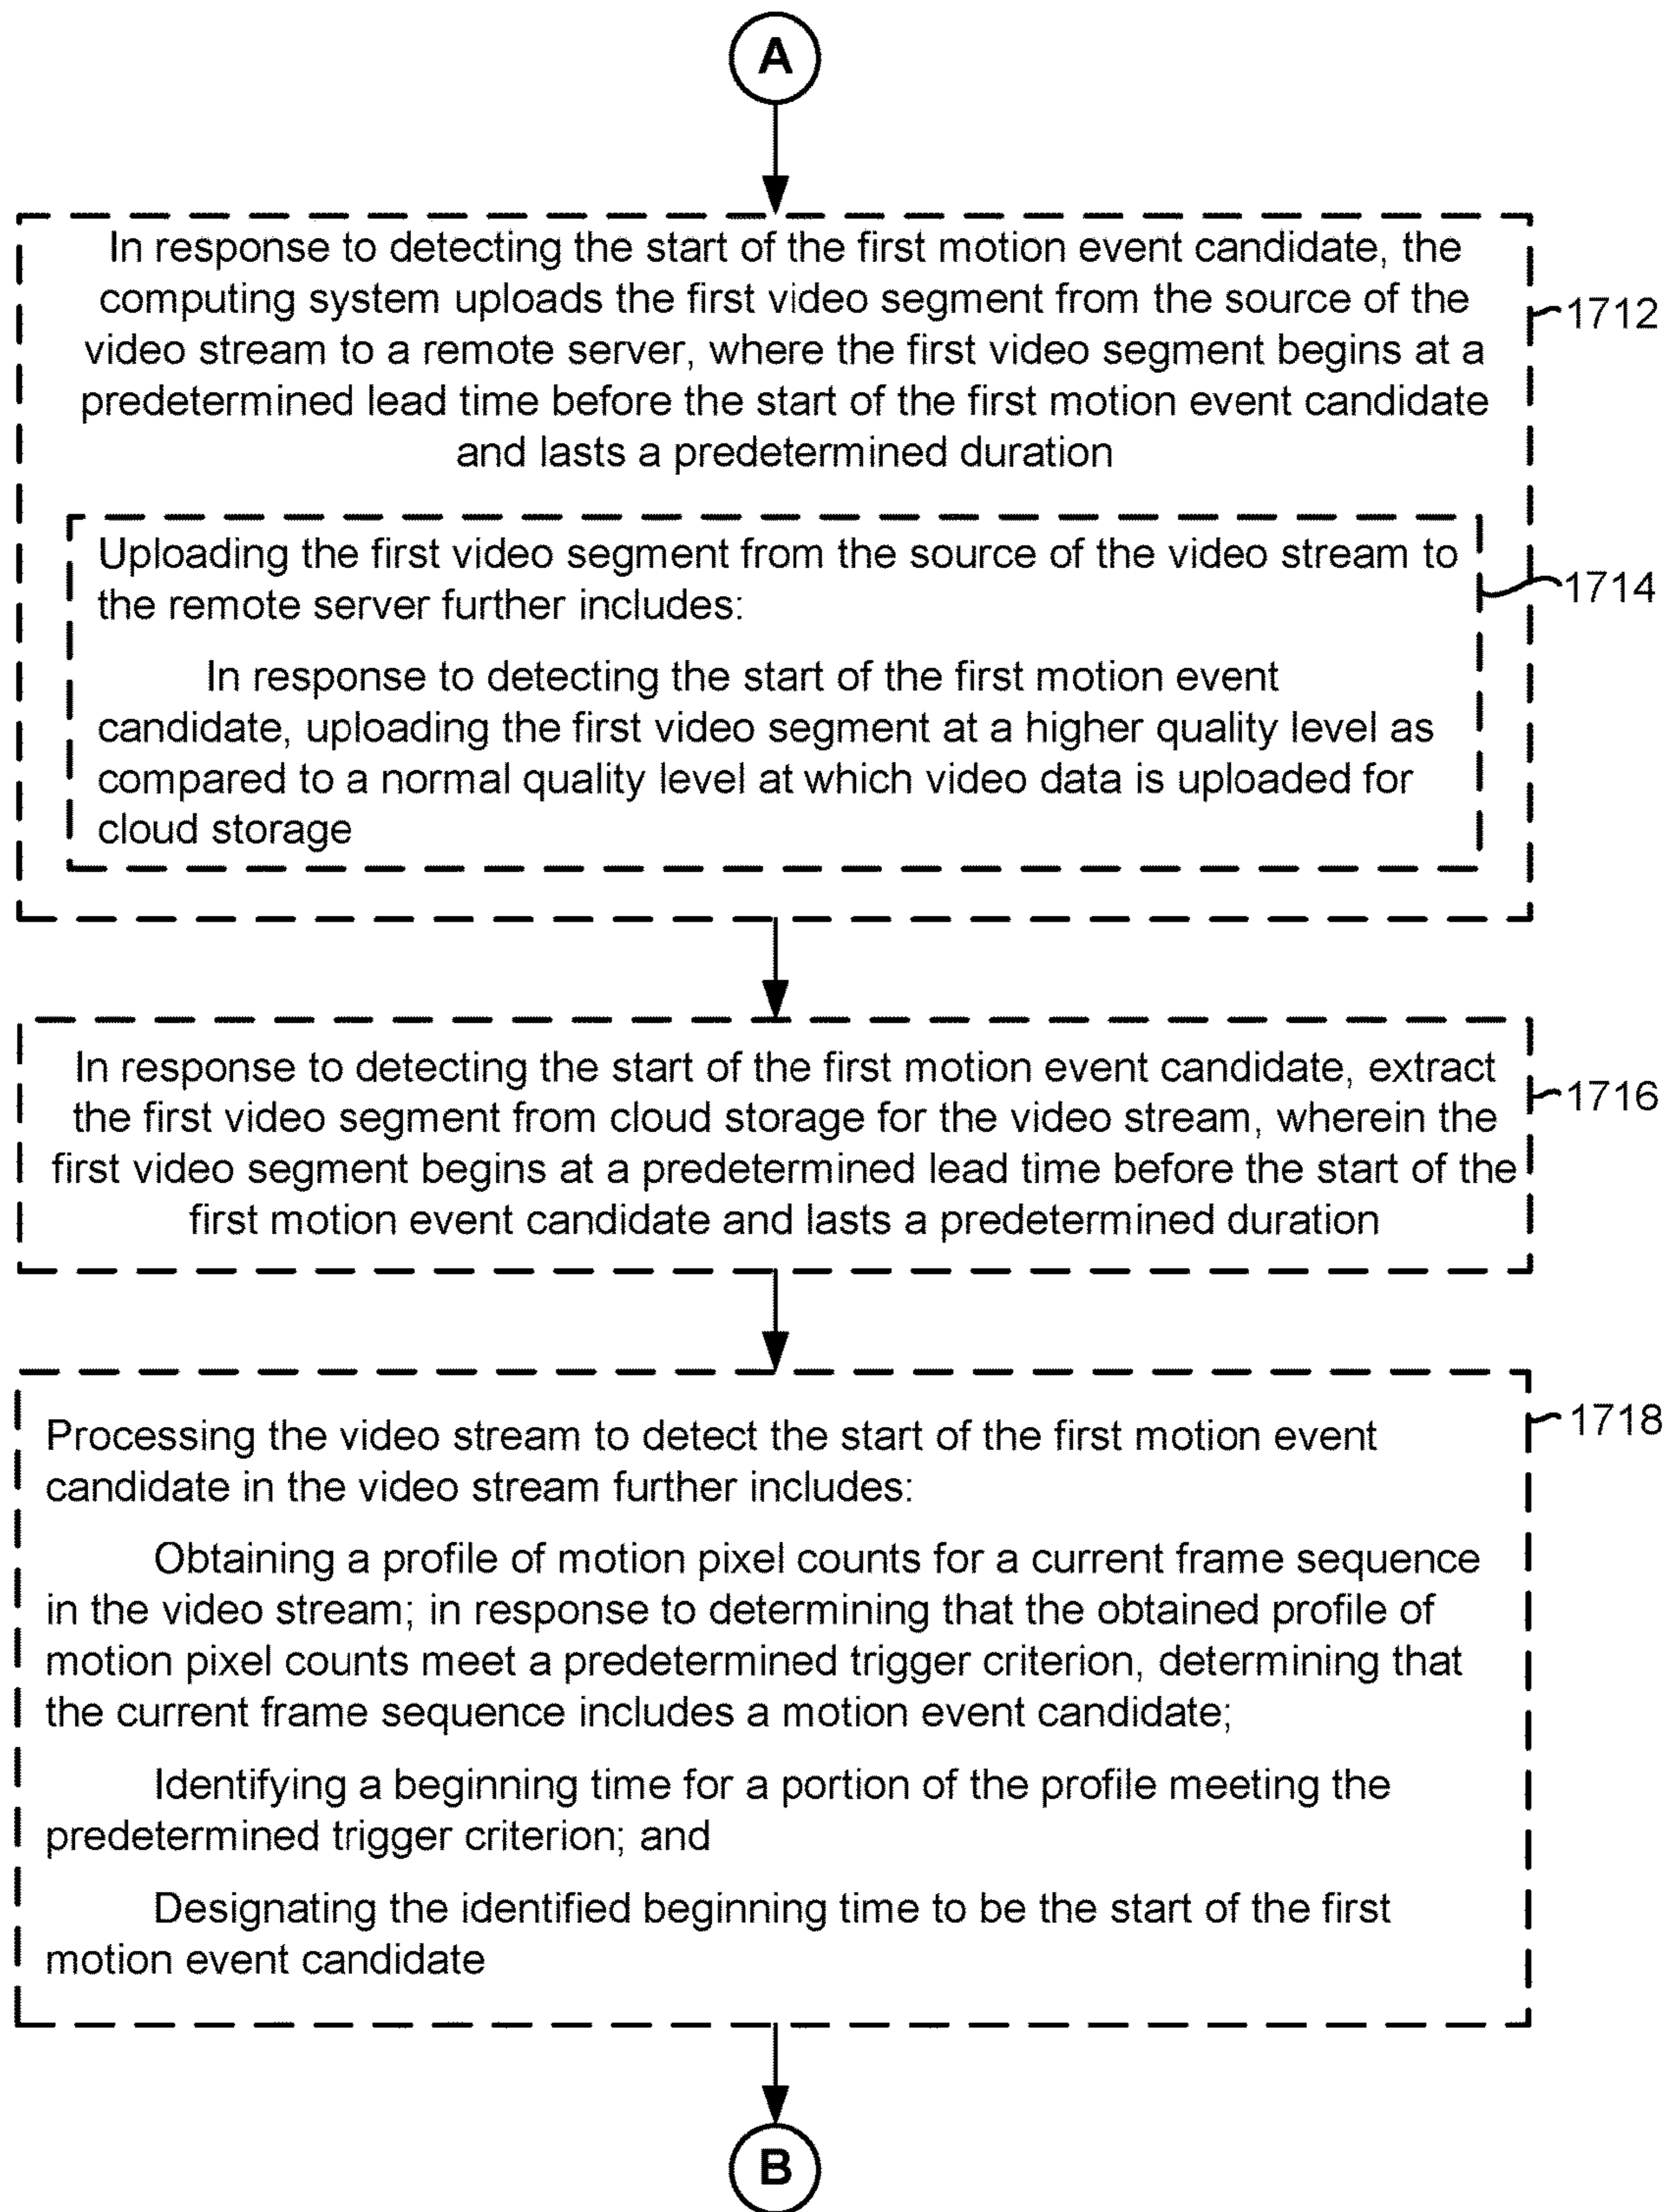 A
In response to detecting the start of the first motion event candidate, the
computing system uploads the first video segment from the source of the
video stream to a remote server, where the first video segment begins at a
predetermined lead time before the start of the first motion event candidate
and lasts a predetermined duration
1712
Uploading the first video segment from the source of the video stream to
the remote server further includes:
In response to detecting the start of the first motion event
candidate, uploading the first video segment at a higher quality level as
compared to a normal quality level at which video data is uploaded for
cloud storage
1714
In response to detecting the start of the first motion event candidate, extract
the first video segment from cloud storage for the video stream, wherein the
first video segment begins at a predetermined lead time before the start of the
first motion event candidate and lasts a predetermined duration
1716
Processing the video stream to detect the start of the first motion event
candidate in the video stream further includes:
Obtaining a profile of motion pixel counts for a current frame sequence
in the video stream; in response to determining that the obtained profile of
motion pixel counts meet a predetermined trigger criterion, determining that
the current frame sequence includes a motion event candidate;
Identifying a beginning time for a portion of the profile meeting the
predetermined trigger criterion; and
Designating the identified beginning time to be the start of the first
motion event candidate
1718
B